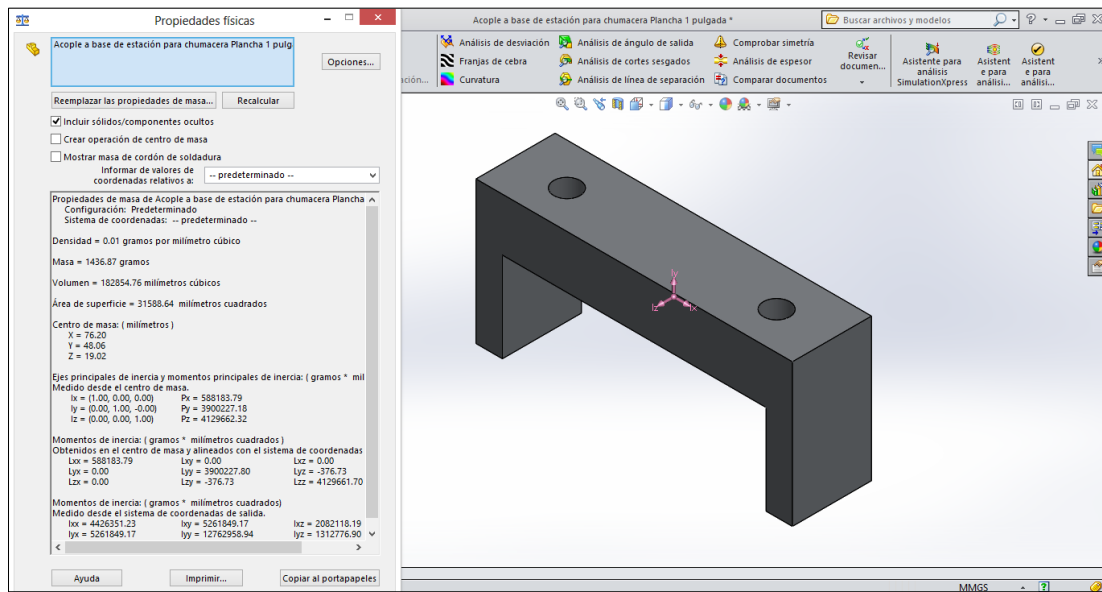 Propiedades físicas
Acople a base de estación para chumacera Plancha 1 pulg
Opciones...
Reemplazar las propiedades de masa...
Recalcular
Incluir sólidos/componentes ocultos
Crear operación de centro de masa
Mostrar masa de cordón de soldadura
Informar de valores de
coordenadas relativos a:
-- predeterminado --
Propiedades de masa de Acople a base de estación para chumacera Plancha
Configuración: Predeterminado
Sistema de coordenadas: -- predeterminado --
Densidad = 0.01 gramos por milímetro cúbico
Masa = 1436.87 gramos
Volumen = 182854.76 milímetros cúbicos
Área de superficie = 31588.64 milímetros cuadrados
Centro de masa: ( milímetros )
X = 76.20
Y = 48.06
Z = 19.02
Ejes principales de inercia y momentos principales de inercia: ( gramos * mil
Medido desde el centro de masa.
Ix = (1.00, 0.00, 0.00) Px = 588183.79
Iy = (0.00, 1.00, -0.00) Py = 3900227.18
Iz = (0.00, 0.00, 1.00) Pz = 4129662.32
Momentos de inercia: ( gramos * milímetros cuadrados )
Obtenidos en el centro de masa y alineados con el sistema de coordenadas
Lxx = 588183.79 Lxy = 0.00 Lxz = 0.00
Lyx = 0.00 Lyy = 3900227.80 Lyz = -376.73
Lzx = 0.00 Lzy = -376.73 Lzz = 4129661.70
Momentos de inercia: ( gramos * milímetros cuadrados)
Medido desde el sistema de coordenadas de salida.
Ixx = 4426351.23 Ixy = 5261849.17 Ixz = 2082118.19
Iyx = 5261849.17 Iyy = 12762958.94 Iyz = 1312776.90
Ayuda
Imprimir...
Copiar al portapapeles
Acople a base de estación para chumacera Plancha 1 pulgada *
Buscar archivos y modelos
ación...
Análisis de desviación
Franjas de cebra
Curvatura
Análisis de ángulo de salida
Análisis de cortes sesgados
Análisis de línea de separación
Comprobar simetría
Análisis de espesor
Comparar documentos
Revisar
documen...
Asistente para
análisis
SimulationXpress
Asistent
e para
análisi...
Asistent
e para
análisi...
Iy
Iz
Ix
MMGS